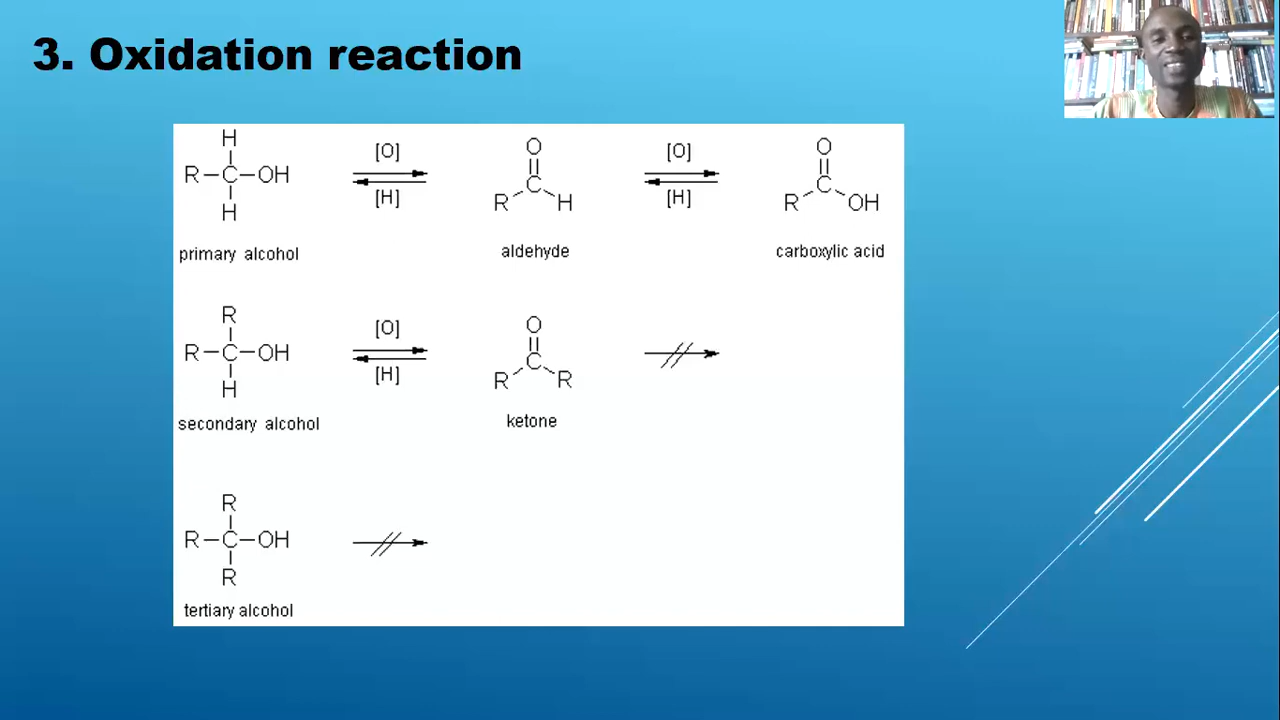 3. Oxidation reaction
H
R–C–OH
H
[O]
[H]
O
C
R H
[O]
[H]
O
C
R OH
primary alcohol
aldehyde
carboxylic acid
R
R–C–OH
H
[O]
[H]
O
C
R R
secondary alcohol
ketone
R
R–C–OH
R
tertiary alcohol